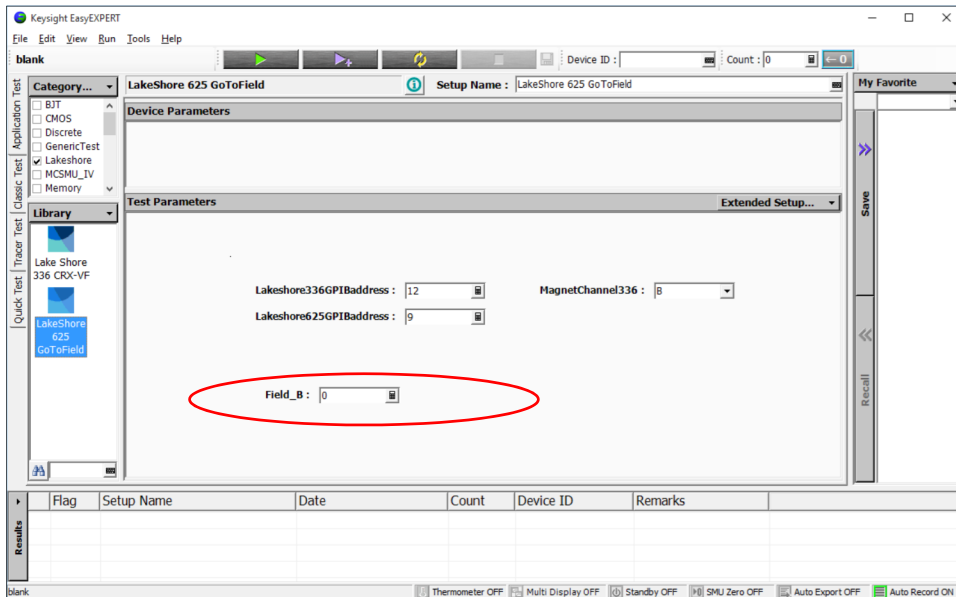 Keysight EasyEXPERT
File Edit View Run Tools Help
blank
Device ID :
Count : 0
0
Application Test
Classic Test
Tracer Test
Quick Test
Category...
BJT
CMOS
Discrete
GenericTest
Lakeshore
MCSMU_IV
Memory
Library
Lake Shore
336 CRX-VF
LakeShore
625
GoToField
LakeShore 625 GoToField
Setup Name : LakeShore 625 GoToField
Device Parameters
Test Parameters
Extended Setup...
Lakeshore336GPIBaddress : 12
MagnetChannel336 : B
Lakeshore625GPIBaddress : 9
Field_B : 0
My Favorite
Save
Recall
Results
Flag Setup Name Date Count Device ID Remarks
blank
Thermometer OFF Multi Display OFF Standby OFF SMU Zero OFF Auto Export OFF Auto Record ON